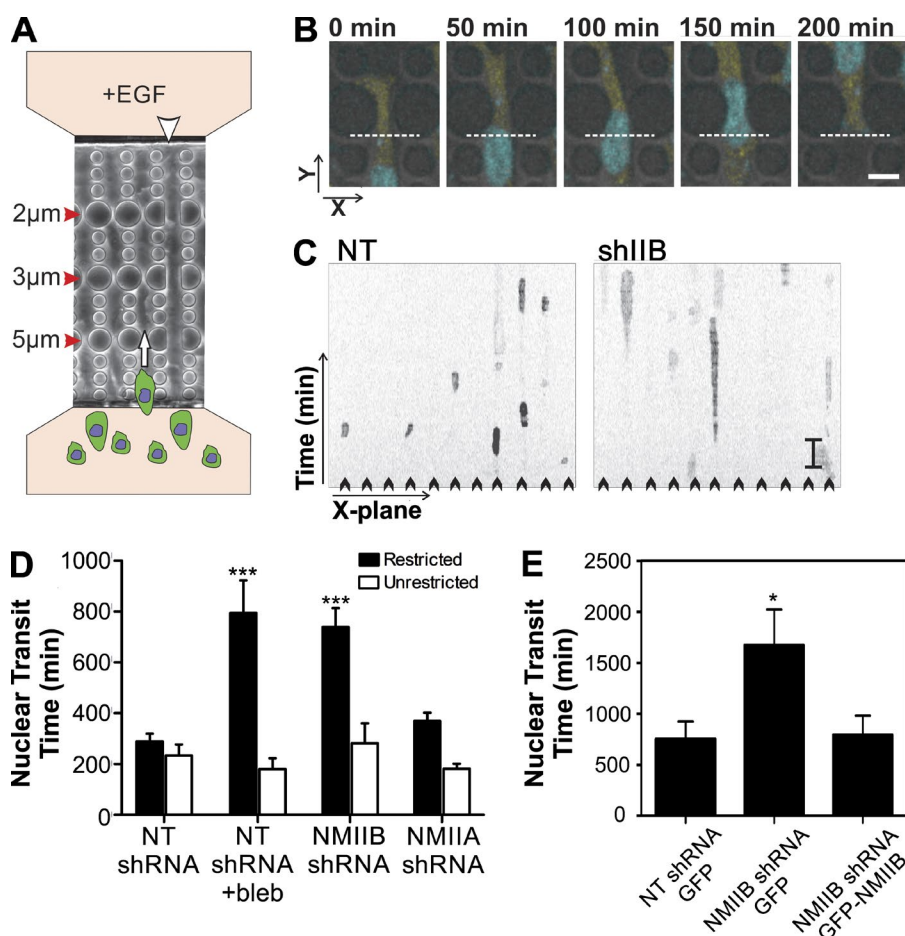 A
+EGF
2µm
3µm
5µm
B
0 min
50 min
100 min
150 min
200 min
Y
X
C
NT
shIIB
Time (min)
X-plane
D
Nuclear Transit
Time (min)
1000
800
600
400
200
0
Restricted
Unrestricted
***
***
NT
shRNA
NT
shRNA
+bleb
NMIIB
shRNA
NMIIA
shRNA
E
Nuclear Transit
Time (min)
2500
2000
1500
1000
500
0
*
NT shRNA
GFP
NMIIB shRNA
GFP
NMIIB shRNA
GFP-NMIIB